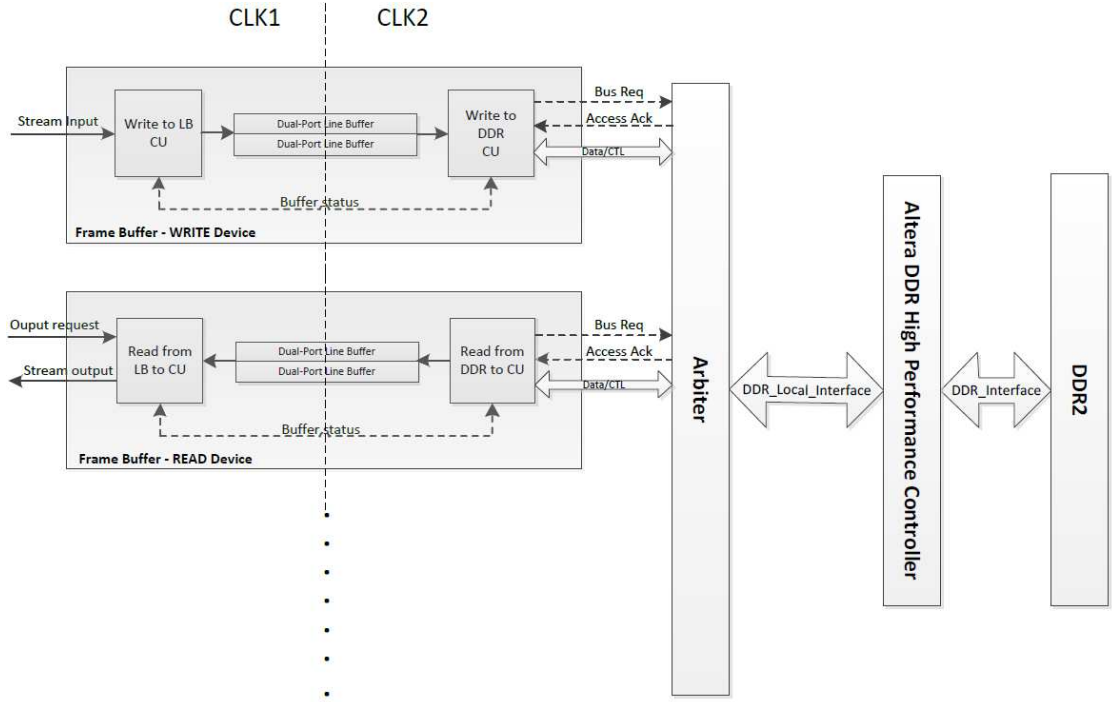 CLK1
CLK2
Stream Input
Write to LB
CU
Dual-Port Line Buffer
Dual-Port Line Buffer
Write to
DDR
CU
Bus Req
Access Ack
Data/CTL
Buffer status
Frame Buffer - WRITE Device
Ouput request
Stream output
Read from
LB to CU
Dual-Port Line Buffer
Dual-Port Line Buffer
Read from
DDR to CU
Bus Req
Access Ack
Data/CTL
Buffer status
Frame Buffer - READ Device
Arbiter
DDR_Local_Interface
Altera DDR High Performance
Controller
DDR_Interface
DDR2